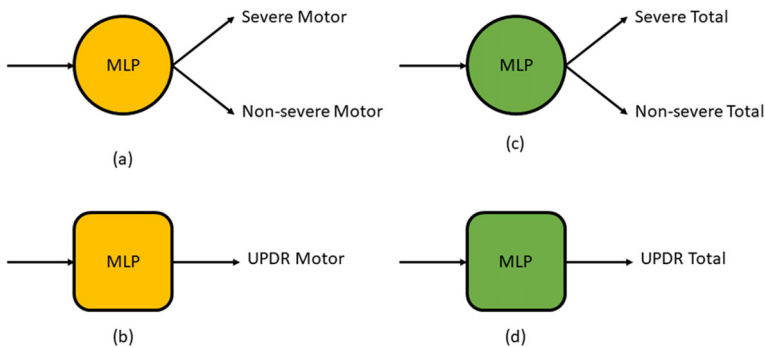 Severe Motor
MLP
Non-severe Motor
(a)
Severe Total
MLP
Non-severe Total
(c)
MLP
UPDR Motor
(b)
MLP
UPDR Total
(d)